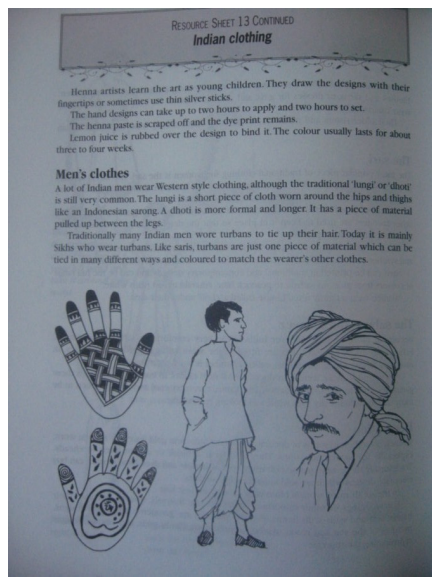 RESOURCE SHEET 13 CONTINUED
Indian clothing
Henna artists learn the art as young children. They draw the designs with their
fingertips or sometimes use thin silver sticks.
The hand designs can take up to two hours to apply and two hours to set.
The henna paste is scraped off and the dye print remains.
Lemon juice is rubbed over the design to bind it. The colour usually lasts for about
three to four weeks.
Men's clothes
A lot of Indian men wear Western style clothing, although the traditional 'lungi' or 'dhoti'
is still very common. The lungi is a short piece of cloth worn around the hips and thighs
like an Indonesian sarong. A dhoti is more formal and longer. It has a piece of material
pulled up between the legs.
Traditionally many Indian men wore turbans to tie up their hair. Today it is mainly
Sikhs who wear turbans. Like saris, turbans are just one piece of material which can be
tied in many different ways and coloured to match the wearer's other clothes.